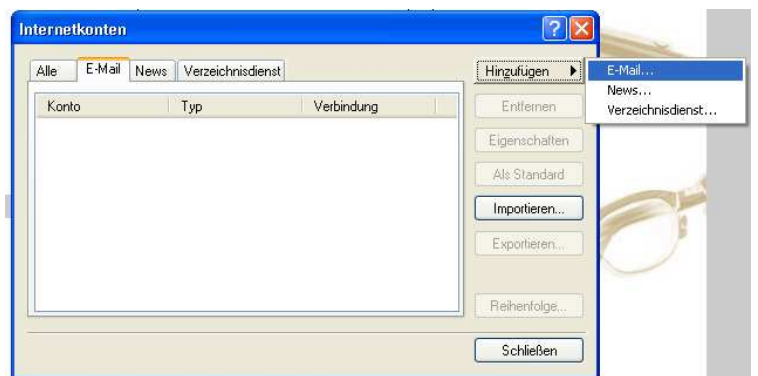 Internetkonten
Alle E-Mail News Verzeichnisdienst
Konto Typ Verbindung
Hinzufügen
E-Mail...
News...
Verzeichnisdienst...
Entfernen
Eigenschaften
Als Standard
Importieren...
Exportieren...
Reihenfolge...
Schließen